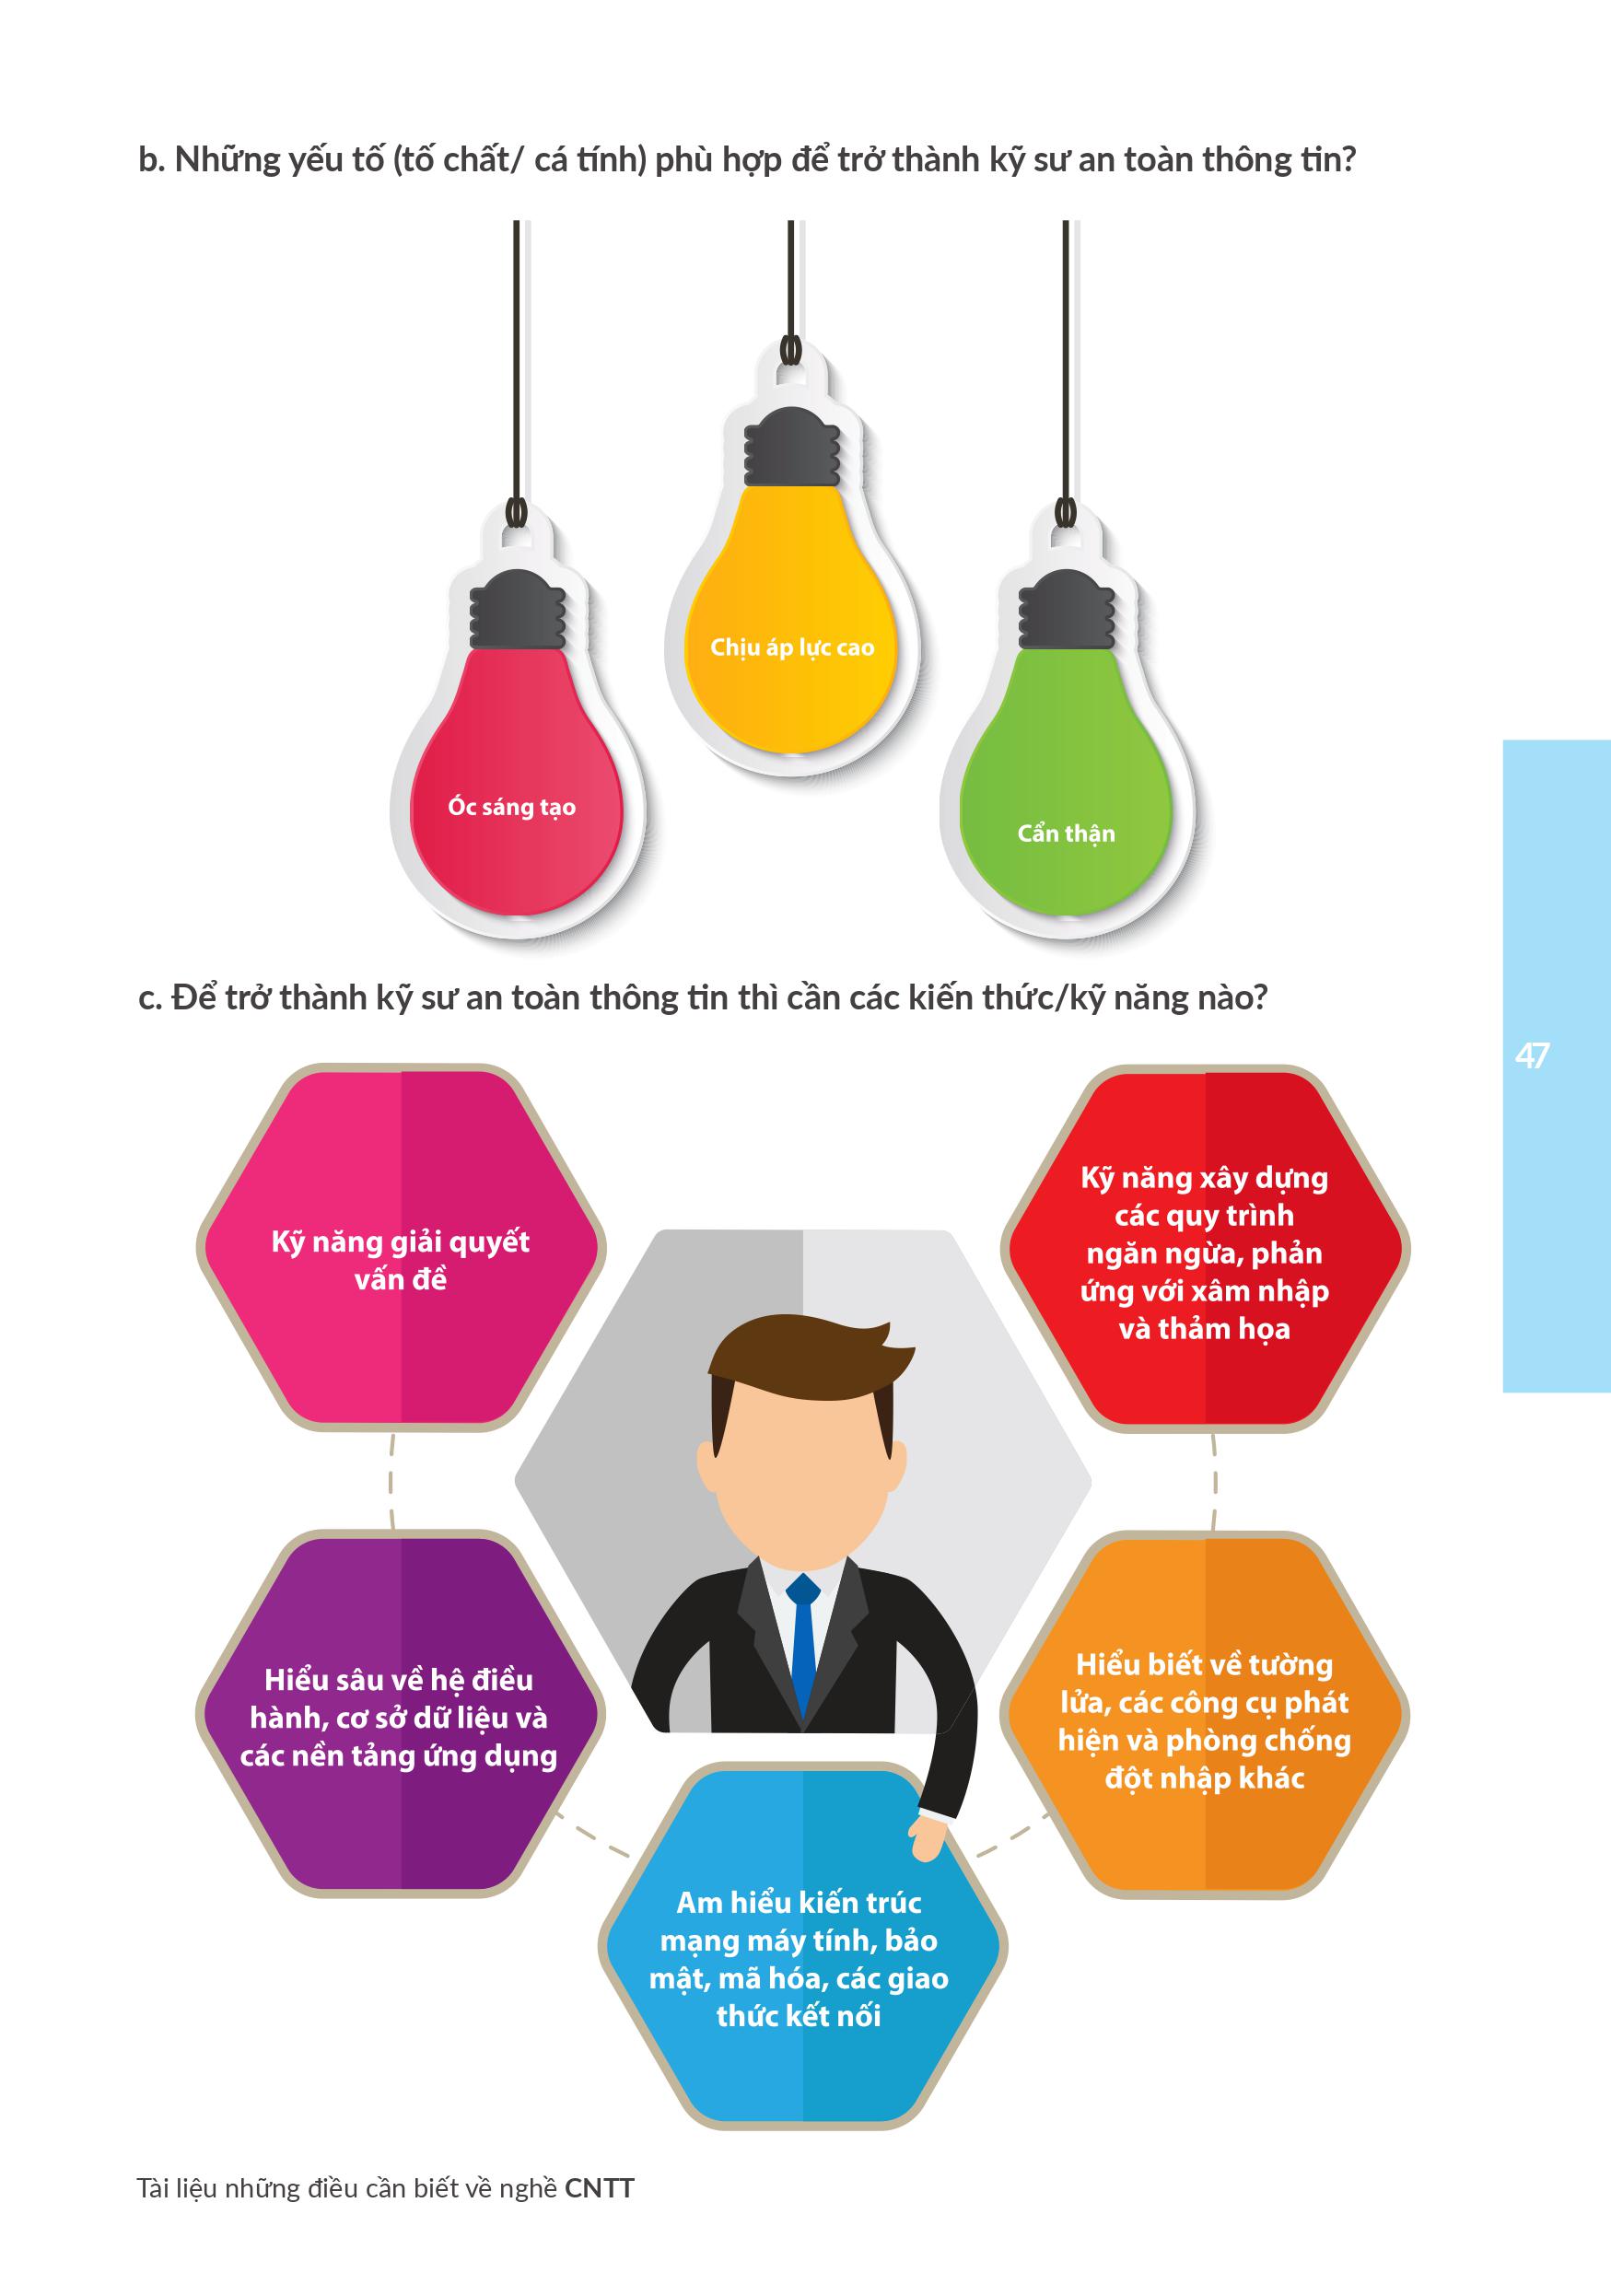 b. Những yếu tố (tố chất/ cá tính) phù hợp để trở thành kỹ sư an toàn thông tin?
Chịu áp lực cao
Óc sáng tạo
Cẩn thận
c. Để trở thành kỹ sư an toàn thông tin thì cần các kiến thức/kỹ năng nào?
47
Kỹ năng giải quyết
vấn đề
Kỹ năng xây dựng
các quy trình
ngăn ngừa, phản
ứng với xâm nhập
và thảm họa
Hiểu sâu về hệ điều
hành, cơ sở dữ liệu và
các nền tảng ứng dụng
Hiểu biết về tường
lửa, các công cụ phát
hiện và phòng chống
đột nhập khác
Am hiểu kiến trúc
mạng máy tính, bảo
mật, mã hóa, các giao
thức kết nối
Tài liệu những điều cần biết về nghề CNTT